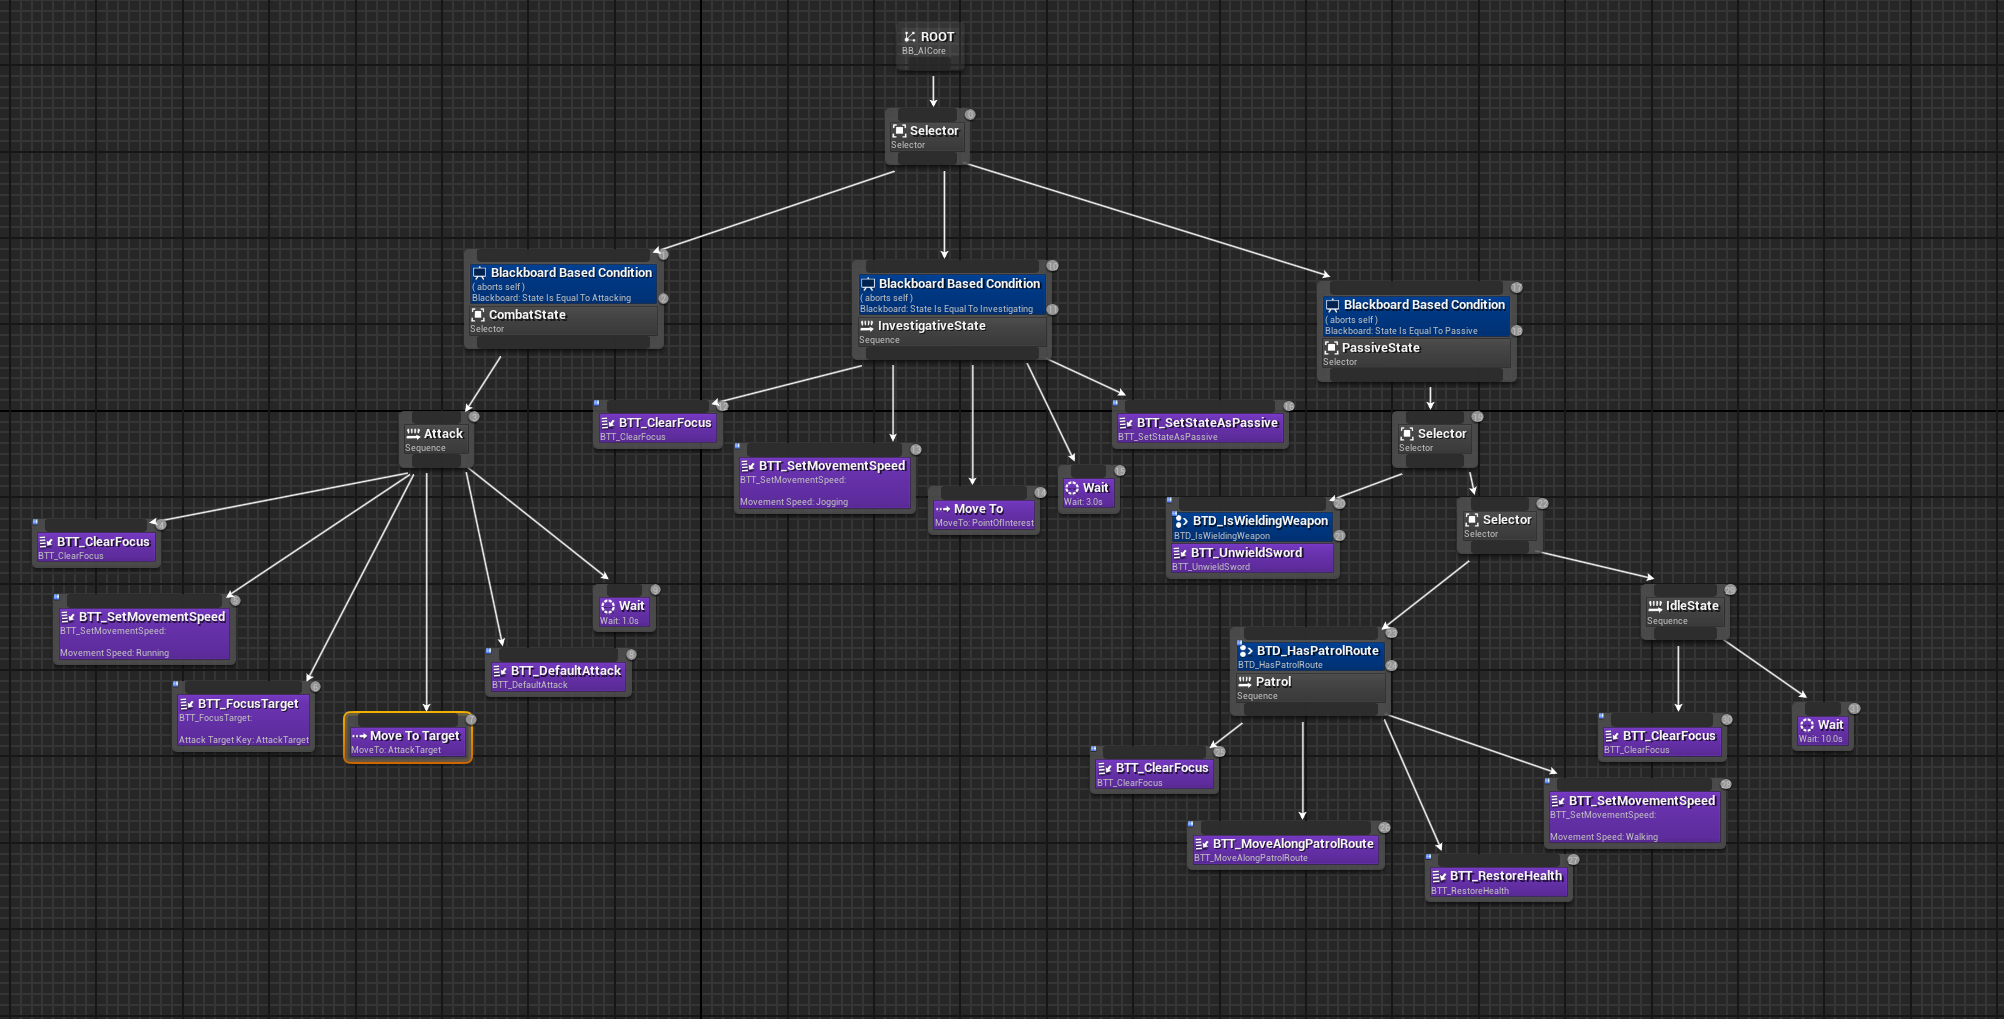 ROOT
BB_AICore
Selector
Selector
Blackboard Based Condition
( aborts self )
Blackboard: State Is Equal To Attacking
CombatState
Selector
Blackboard Based Condition
( aborts self )
Blackboard: State Is Equal To Investigating
InvestigativeState
Sequence
Blackboard Based Condition
( aborts self )
Blackboard: State Is Equal To Passive
PassiveState
Selector
Attack
Sequence
BTT_ClearFocus
BTT_ClearFocus
BTT_SetMovementSpeed
BTT_SetMovementSpeed:
Movement Speed: Running
BTT_FocusTarget
BTT_FocusTarget:
Attack Target Key: AttackTarget
Move To Target
MoveTo: AttackTarget
BTT_DefaultAttack
BTT_DefaultAttack
Wait
Wait: 1.0s
BTT_ClearFocus
BTT_ClearFocus
BTT_SetMovementSpeed
BTT_SetMovementSpeed:
Movement Speed: Jogging
Move To
MoveTo: PointOfInterest
Wait
Wait: 3.0s
BTT_SetStateAsPassive
BTT_SetStateAsPassive
Selector
Selector
BTD_IsWieldingWeapon
BTD_IsWieldingWeapon
BTT_UnwieldSword
BTT_UnwieldSword
Selector
Selector
BTD_HasPatrolRoute
BTD_HasPatrolRoute
Patrol
Sequence
BTT_ClearFocus
BTT_ClearFocus
BTT_MoveAlongPatrolRoute
BTT_MoveAlongPatrolRoute
BTT_RestoreHealth
BTT_RestoreHealth
BTT_SetMovementSpeed
BTT_SetMovementSpeed:
Movement Speed: Walking
IdleState
Sequence
BTT_ClearFocus
BTT_ClearFocus
Wait
Wait: 10.0s